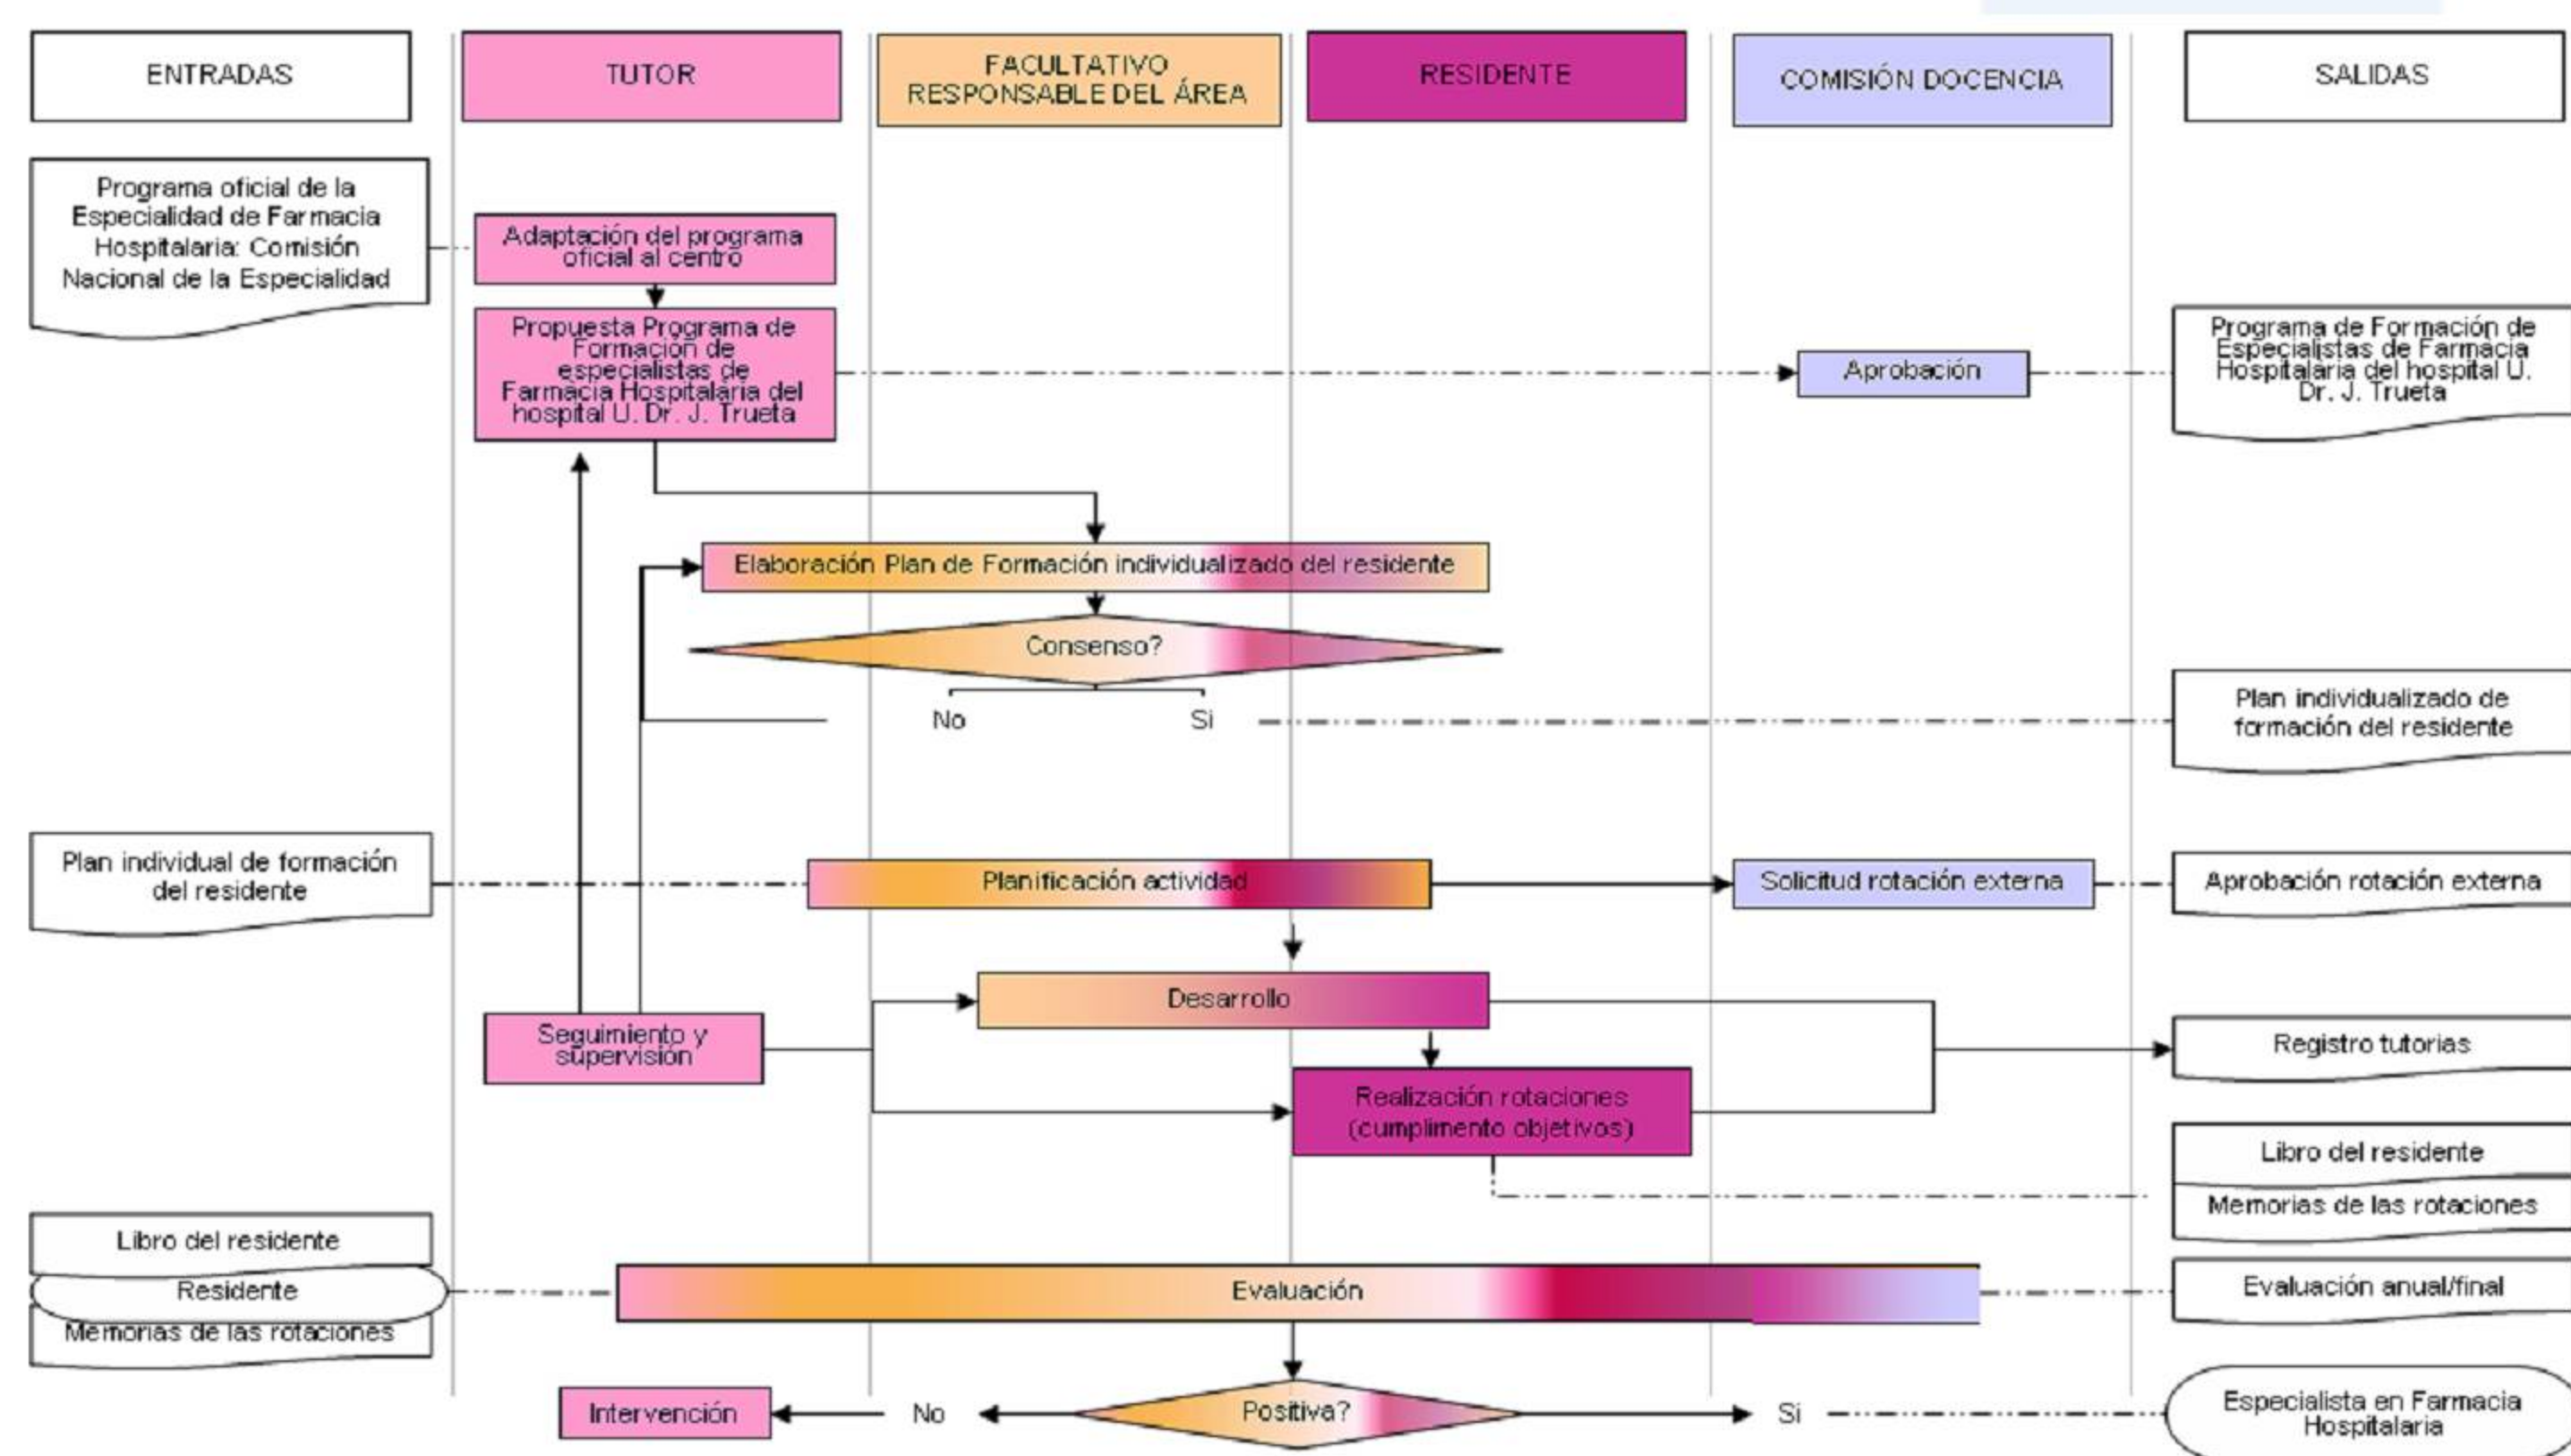 ENTRADAS
TUTOR
FACULTATIVO
RESPONSABLE DEL ÁREA
RESIDENTE
COMISIÓN DOCENCIA
SALIDAS
Programa oficial de la
Especialidad de Farmacia
Hospitalaria: Comisión
Nacional de la Especialidad
Adaptación del programa
oficial al centro
Propuesta Programa de
Formación de
especialistas de
Farmacia Hospitalaria del
hospital U. Dr. J. Trueta
Aprobación
Programa de Formación de
Especialistas de Farmacia
Hospitalaria del hospital U.
Dr. J. Trueta
Elaboración Plan de Formación individualizado del residente
Consenso?
No
Si
Plan individualizado de
formación del residente
Plan individual de formación
del residente
Planificación actividad
Solicitud rotación externa
Aprobación rotación externa
Desarrollo
Seguimiento y
supervisión
Registro tutorias
Realización rotaciones
(cumplimento objetivos)
Libro del residente
Memorias de las rotaciones
Libro del residente
Residente
Memorias de las rotaciones
Evaluación
Evaluación anual/final
Intervención
No
Positiva?
Si
Especialista en Farmacia
Hospitalaria